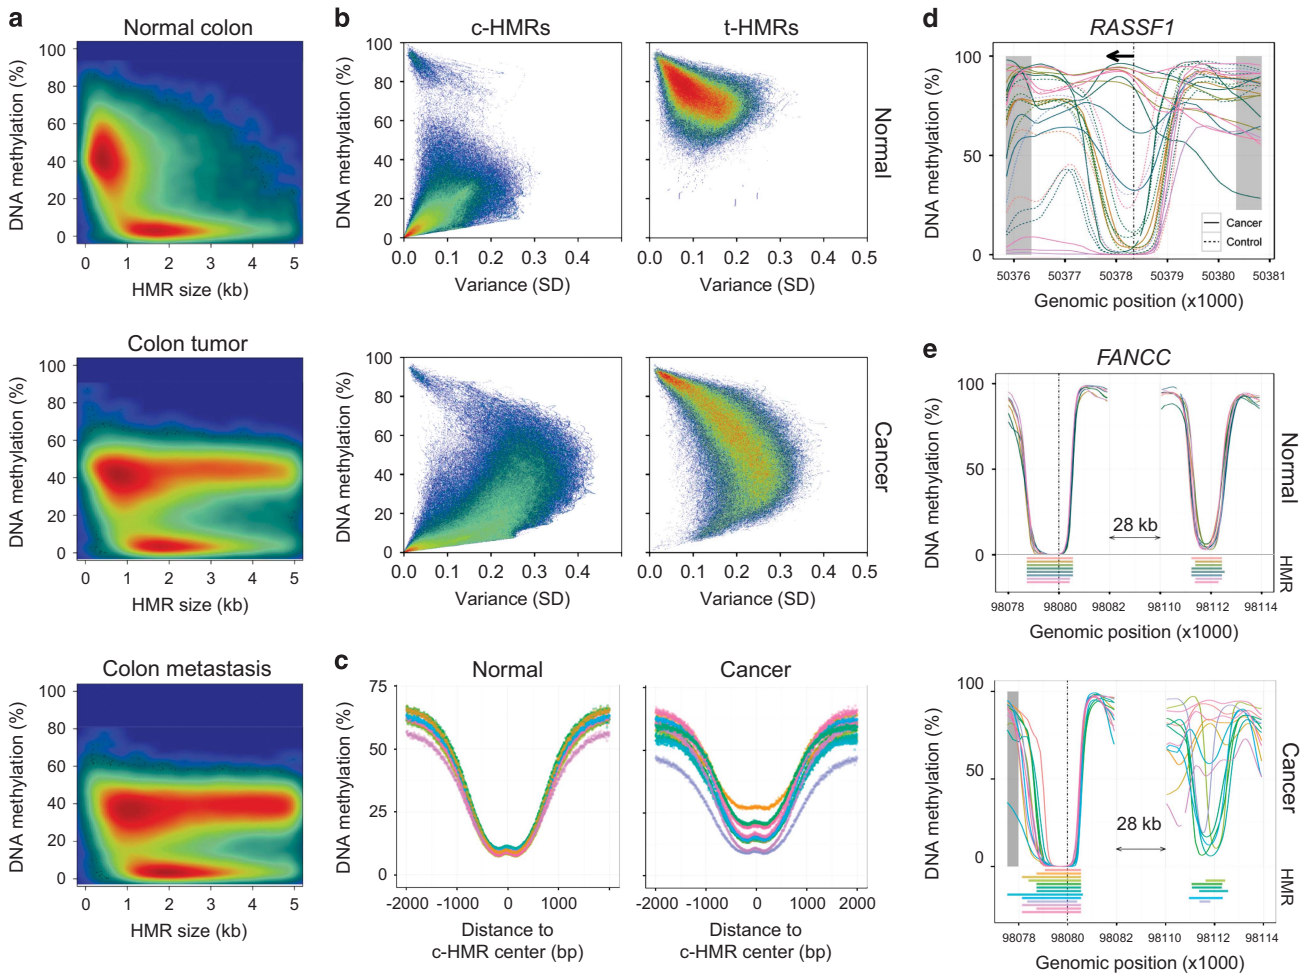 a
Normal colon
DNA methylation (%)
100
80
60
40
20
0
0 1 2 3 4 5
HMR size (kb)
Colon tumor
DNA methylation (%)
100
80
60
40
20
0
0 1 2 3 4 5
HMR size (kb)
Colon metastasis
DNA methylation (%)
100
80
60
40
20
0
0 1 2 3 4 5
HMR size (kb)
b
c-HMRs
t-HMRs
DNA methylation (%)
100
80
60
40
20
0
0.0 0.1 0.2 0.3 0.4 0.5
Variance (SD)
0.0 0.1 0.2 0.3 0.4 0.5
Variance (SD)
Normal
DNA methylation (%)
100
80
60
40
20
0
0.0 0.1 0.2 0.3 0.4 0.5
Variance (SD)
0.0 0.1 0.2 0.3 0.4 0.5
Variance (SD)
Cancer
c
Normal
Cancer
DNA methylation (%)
75
50
25
0
-2000 -1000 0 1000 2000
Distance to
c-HMR center (bp)
-2000 -1000 0 1000 2000
Distance to
c-HMR center (bp)
d
RASSF1
DNA methylation (%)
100
50
0
Cancer
Control
50376 50377 50378 50379 50380 50381
Genomic position (x1000)
e
FANCC
DNA methylation (%)
100
50
0
28 kb
Normal
HMR
98078 98080 98082 98110 98112 98114
Genomic position (x1000)
DNA methylation (%)
100
50
0
28 kb
Cancer
HMR
98078 98080 98082 98110 98112 98114
Genomic position (x1000)